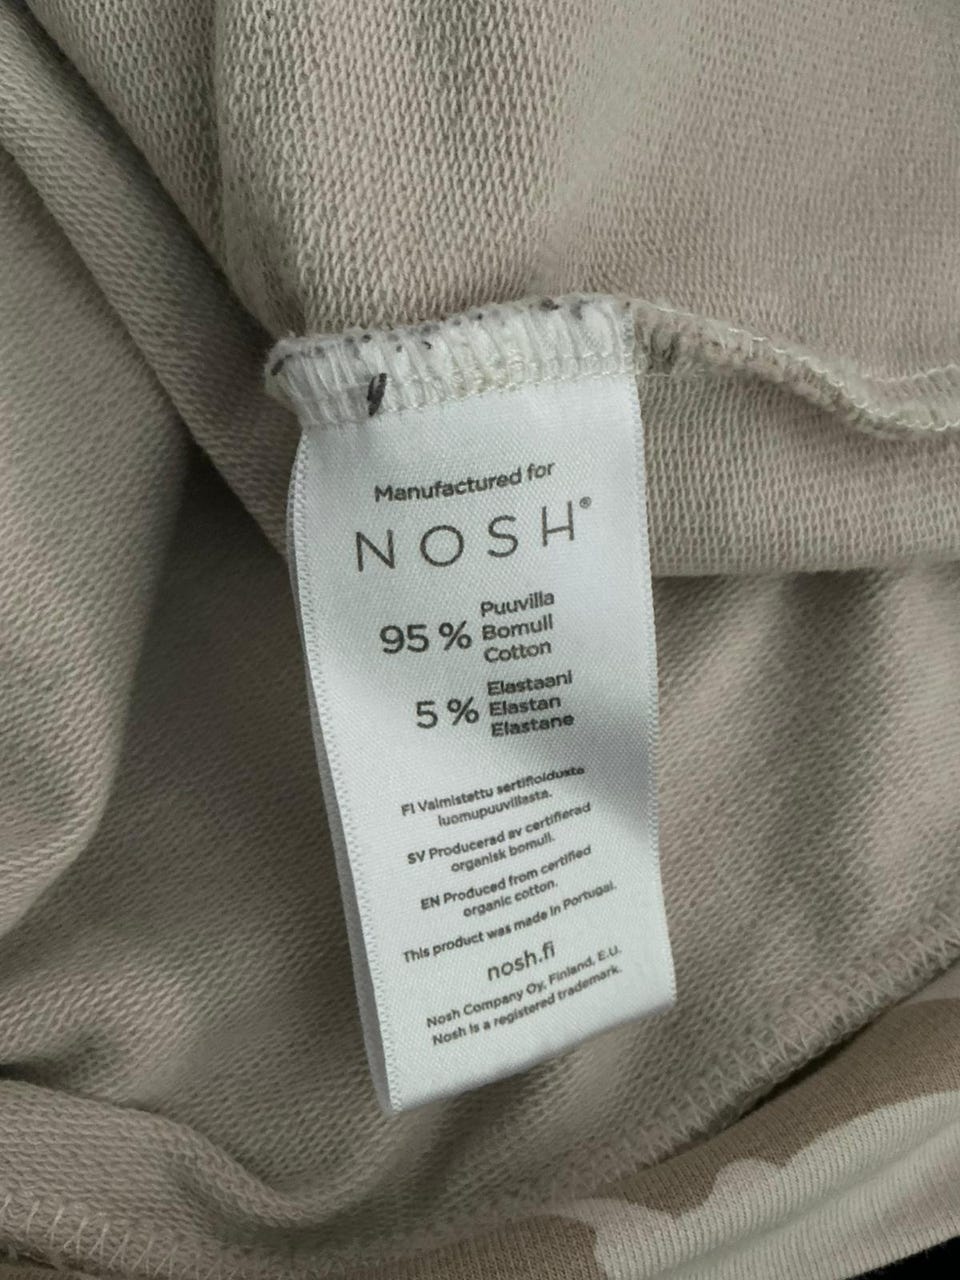 Manufactured for
NOSH®
95 % Puuvilla
Bomull
Cotton
5 % Elastaani
Elastan
Elastane
FI Valmistettu sertifioidusta
luomupuuvillasta.
SV Producerad av certifierad
organisk bomull.
EN Produced from certified
organic cotton.
This product was made in Portugal.
nosh.fi
Nosh Company Oy, Finland, E.U.
Nosh is a registered trademark.